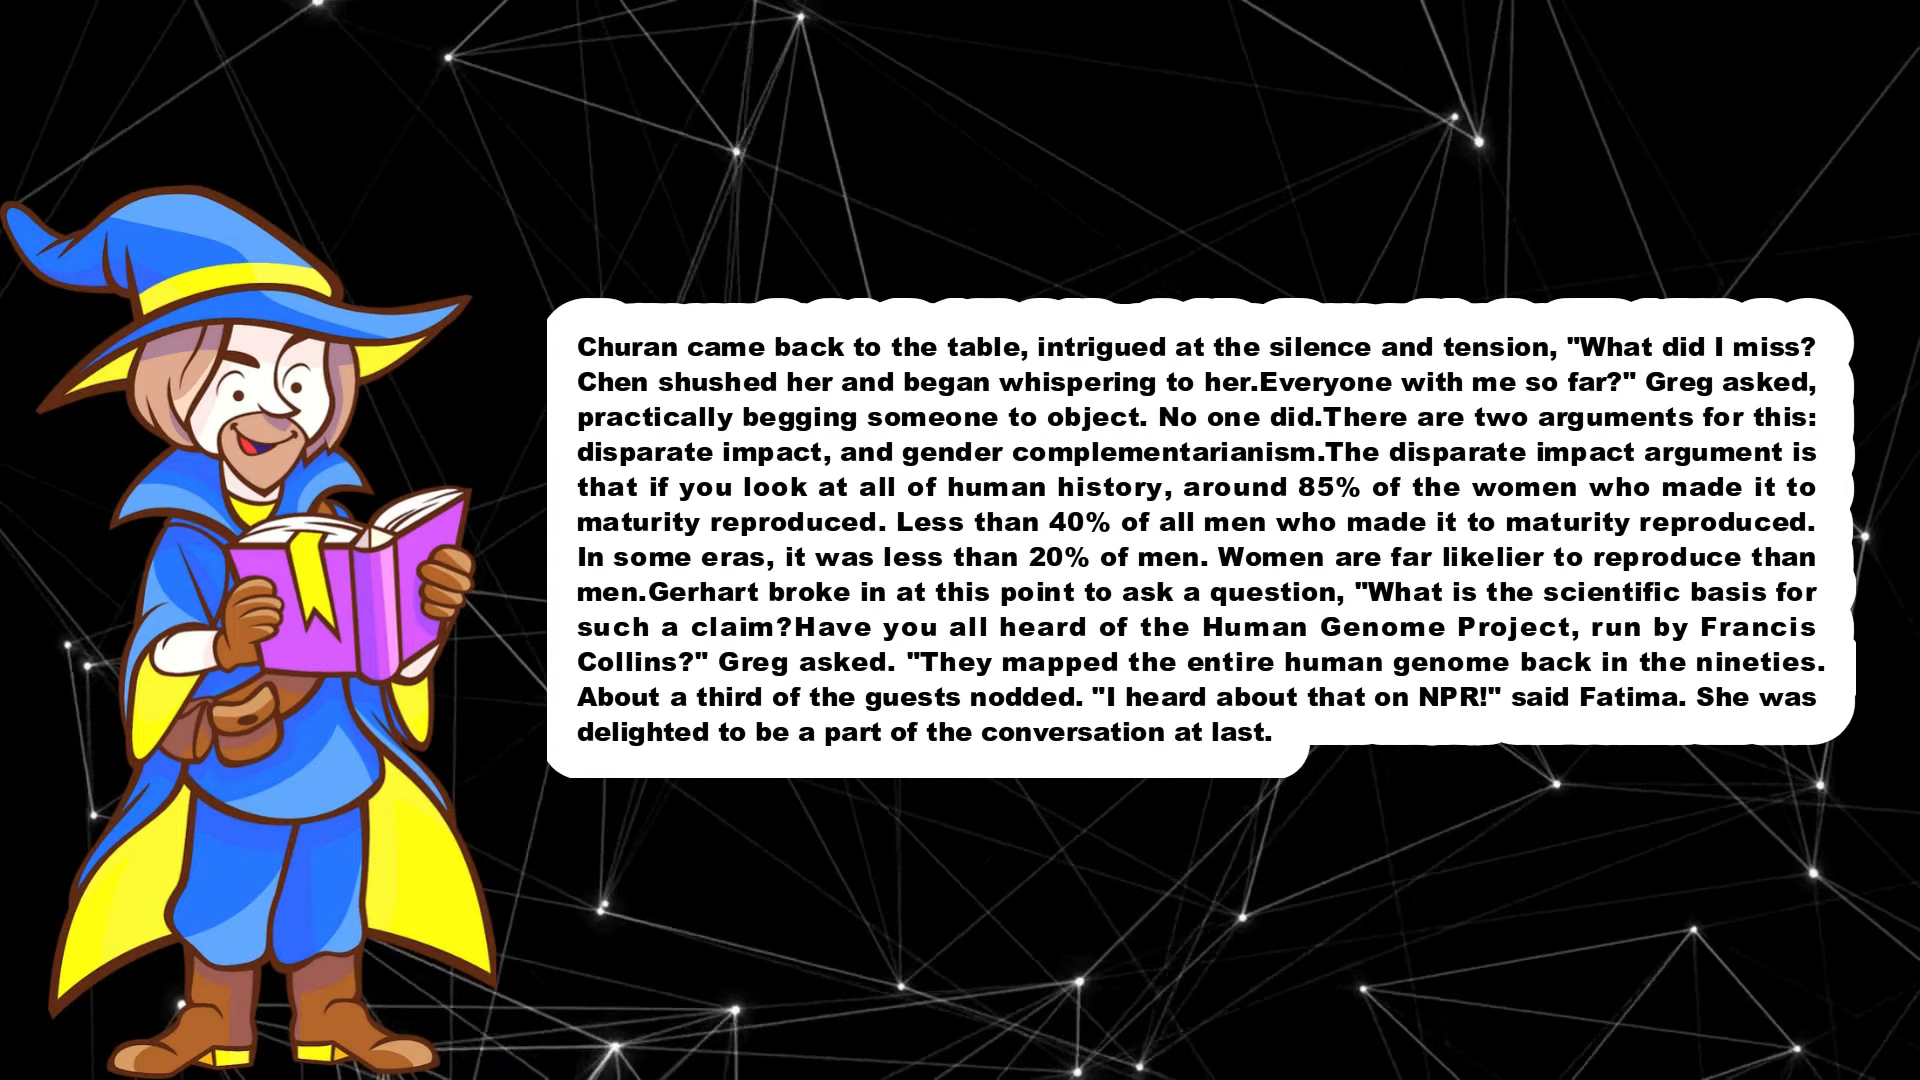 Churan came back to the table, intrigued at the silence and tension, "What did I miss?
Chen shushed her and began whispering to her.Everyone with me so far?" Greg asked,
practically begging someone to object. No one did.There are two arguments for this:
disparate impact, and gender complementarianism.The disparate impact argument is
that if you look at all of human history, around 85% of the women who made it to
maturity reproduced. Less than 40% of all men who made it to maturity reproduced.
In some eras, it was less than 20% of men. Women are far likelier to reproduce than
men.Gerhart broke in at this point to ask a question, "What is the scientific basis for
such a claim?Have you all heard of the Human Genome Project, run by Francis
Collins?" Greg asked. "They mapped the entire human genome back in the nineties.
About a third of the guests nodded. "I heard about that on NPR!" said Fatima. She was
delighted to be a part of the conversation at last.